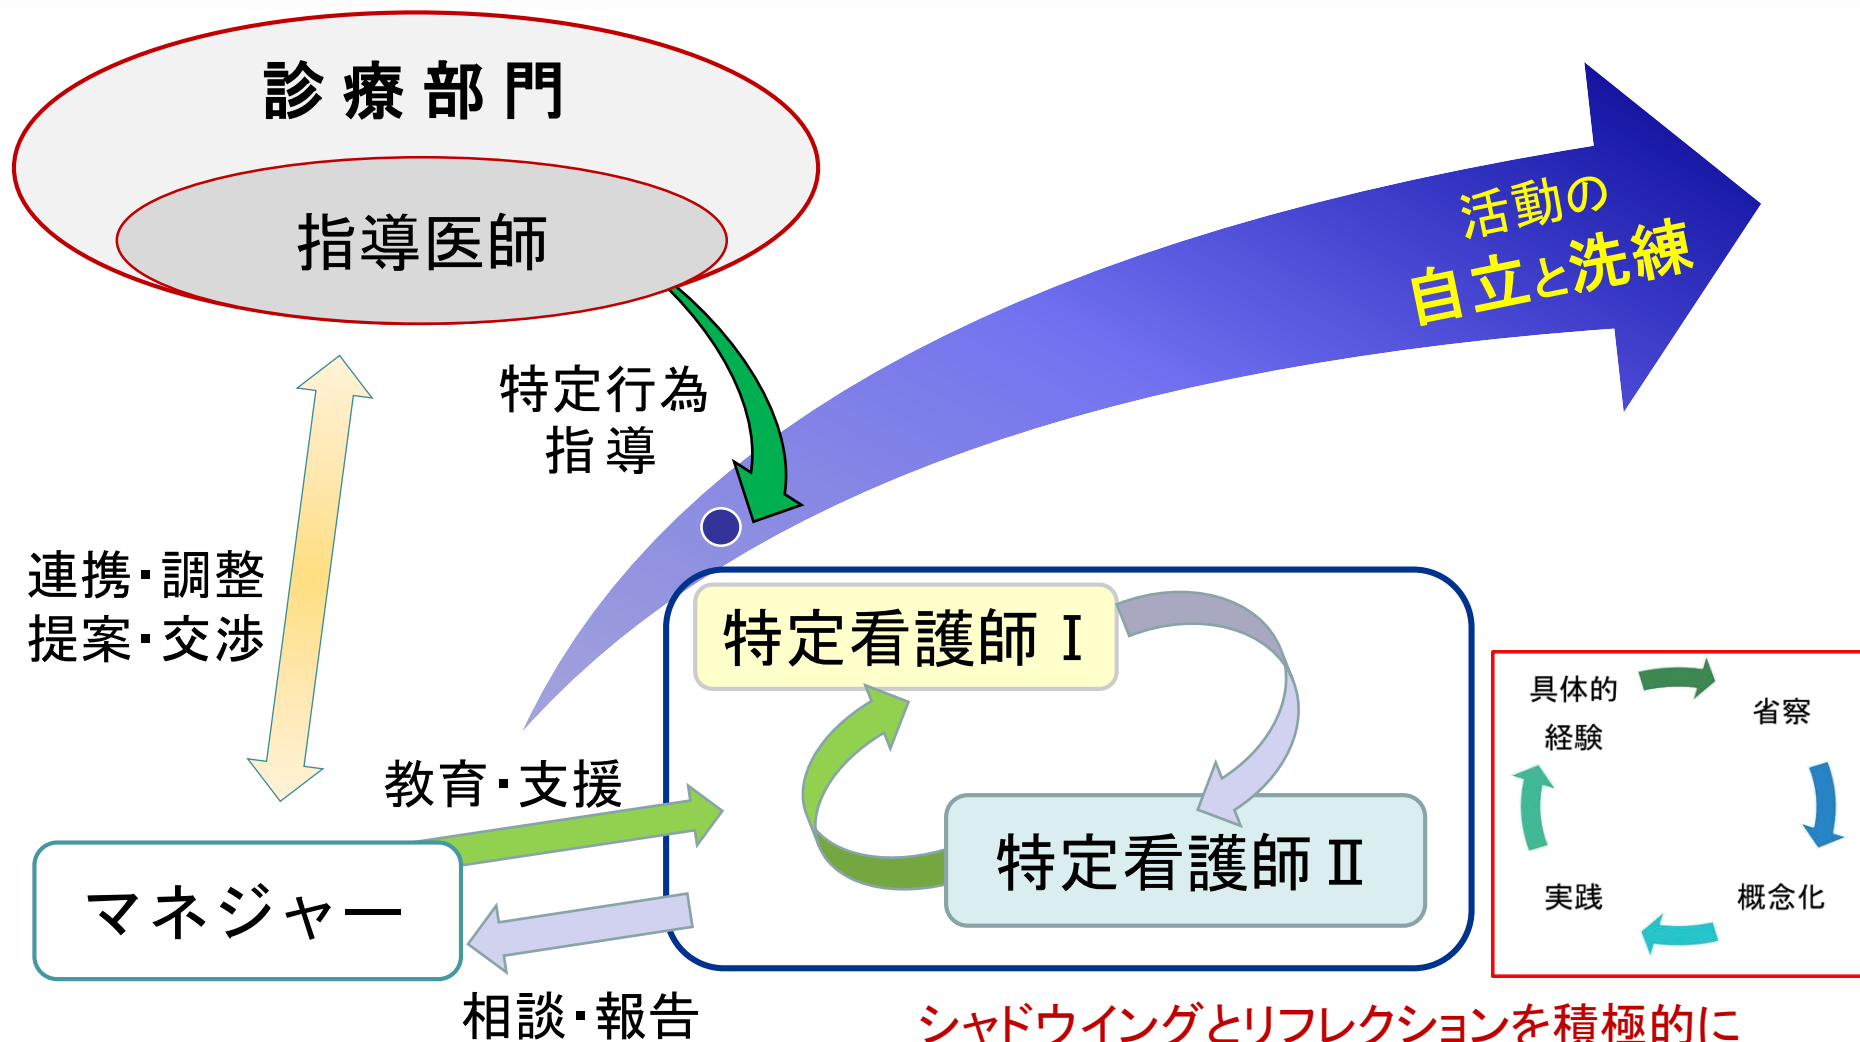 診療部門
指導医師
活動の
自立と洗練
特定行為
指導
連携・調整
提案・交渉
特定看護師Ⅰ
教育・支援
特定看護師Ⅱ
マネジャー
相談・報告
具体的
経験
省察
概念化
実践
シャドウイングとリフレクションを積極的に